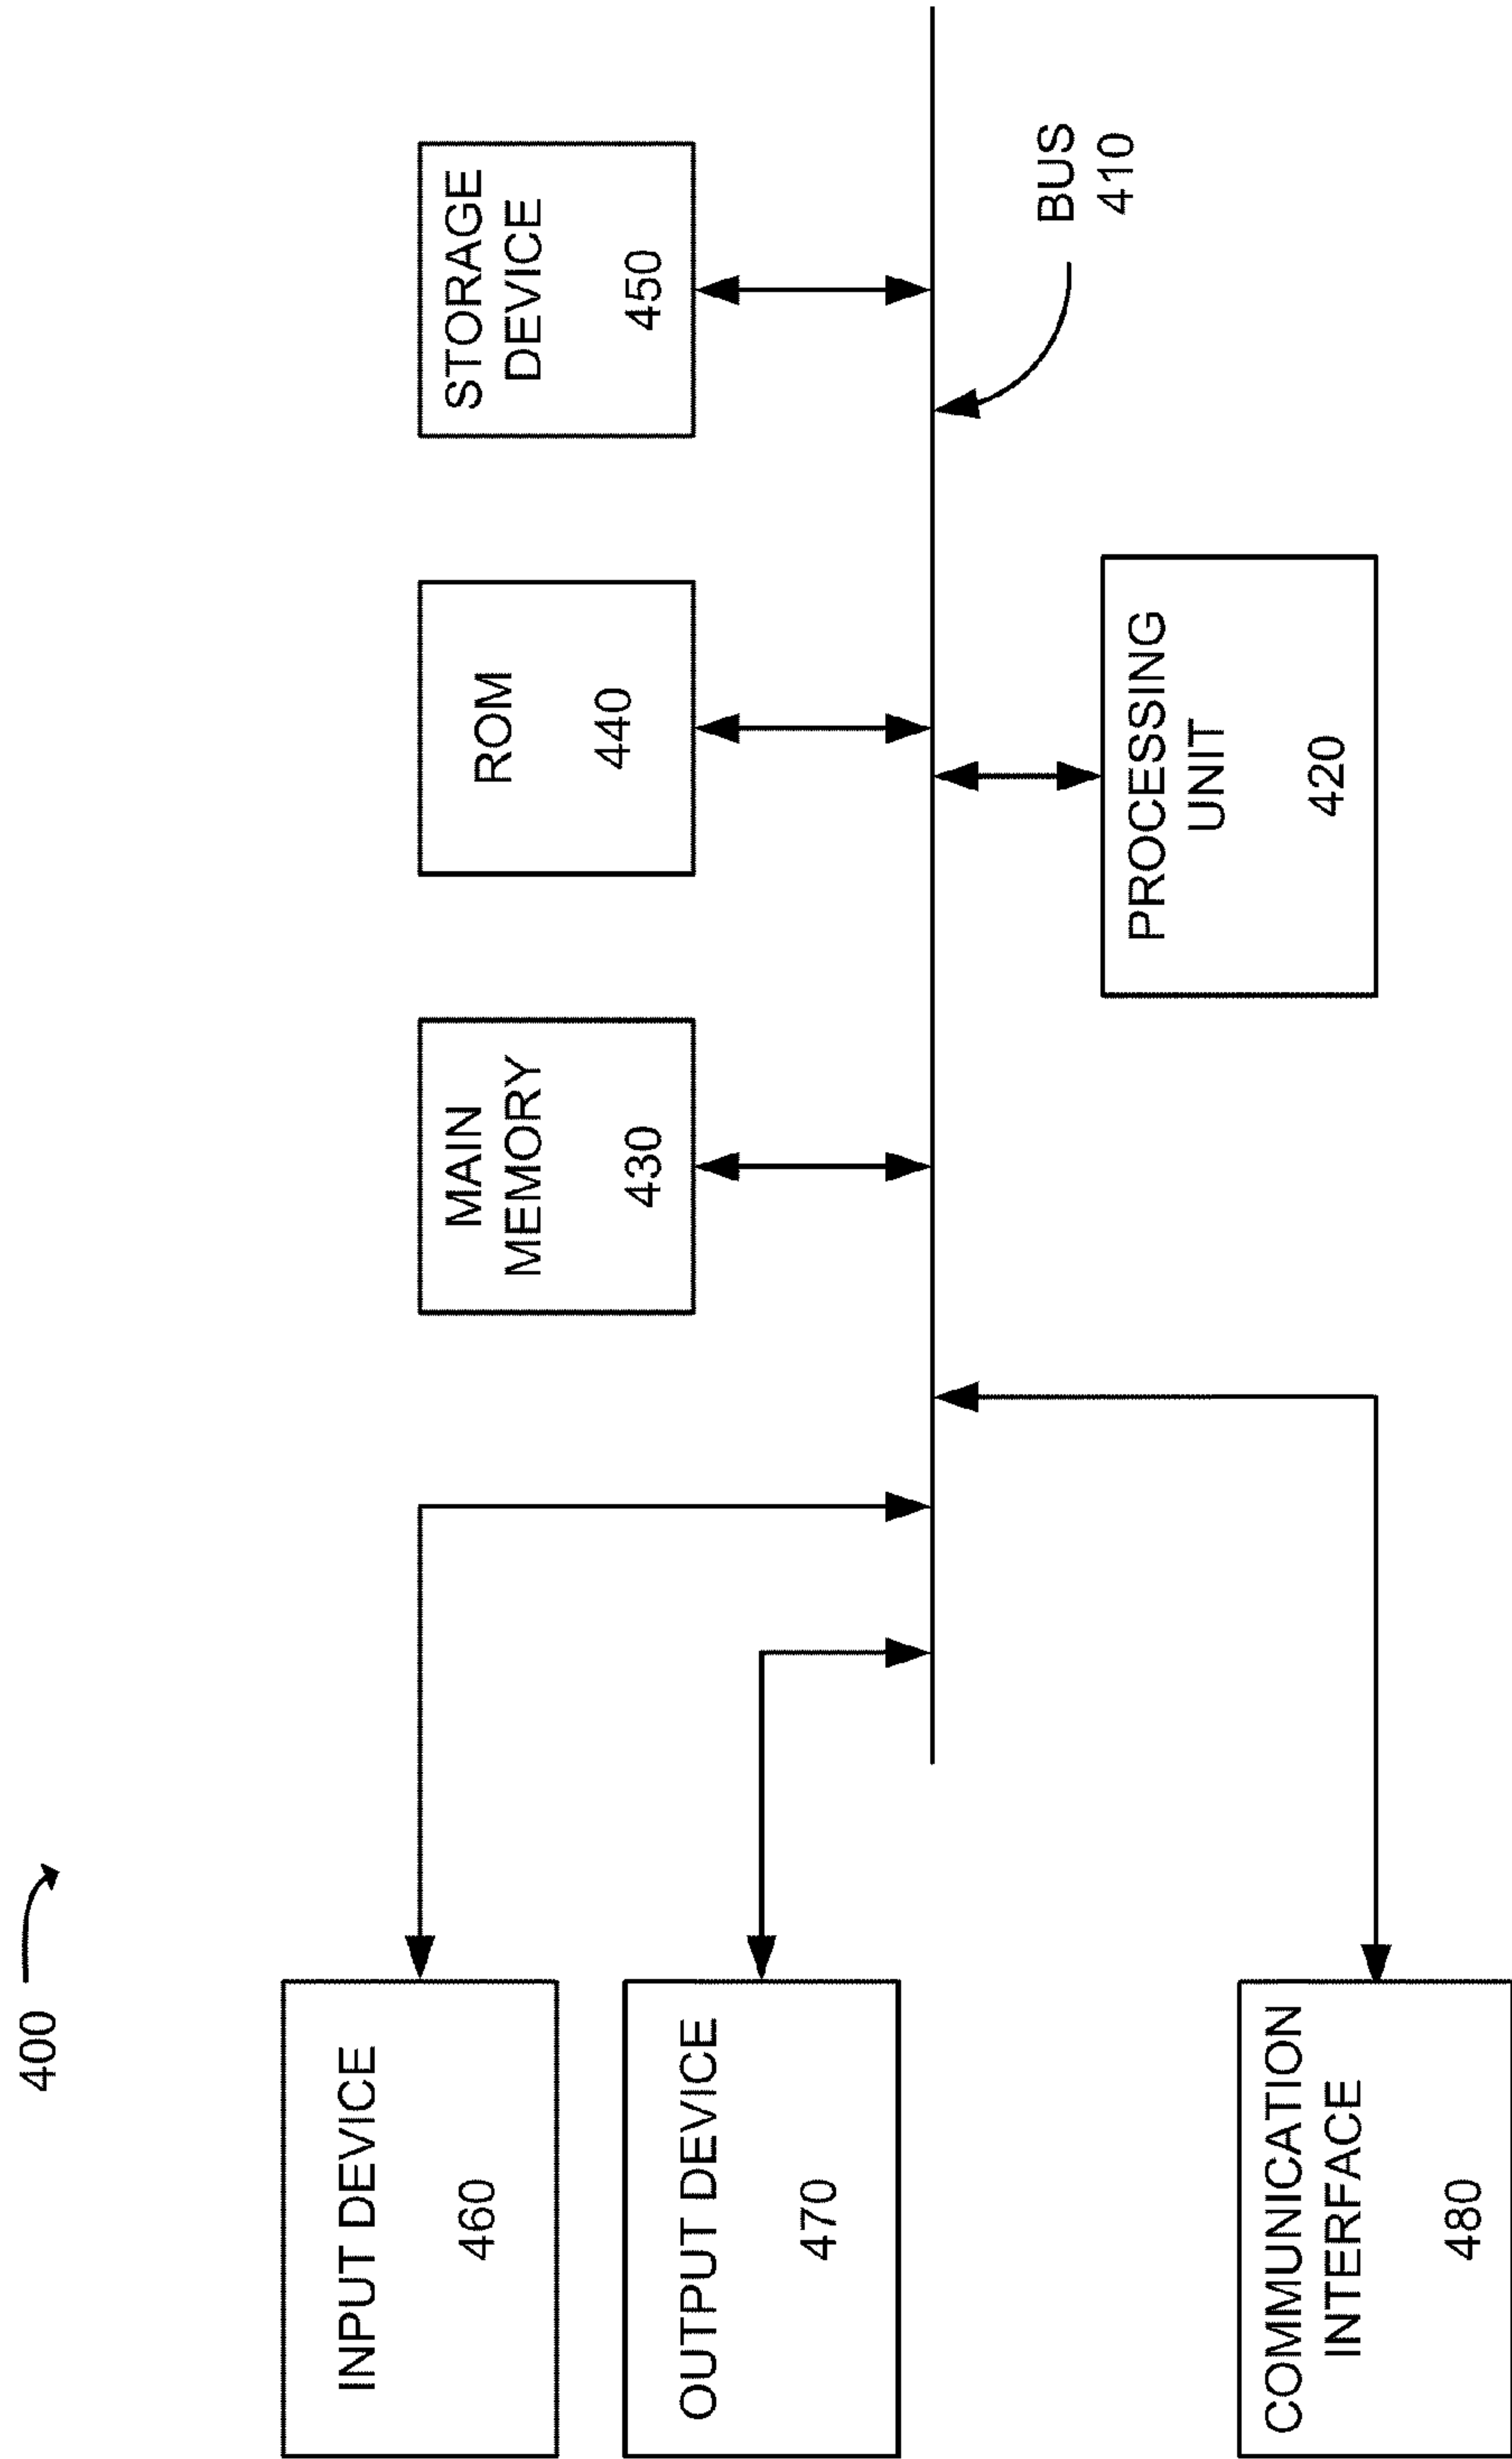 400
MAIN
MEMORY
430
ROM
440
STORAGE
DEVICE
450
INPUT DEVICE
460
OUTPUT DEVICE
470
BUS
410
PROCESSING
UNIT
420
COMMUNICATION
INTERFACE
480